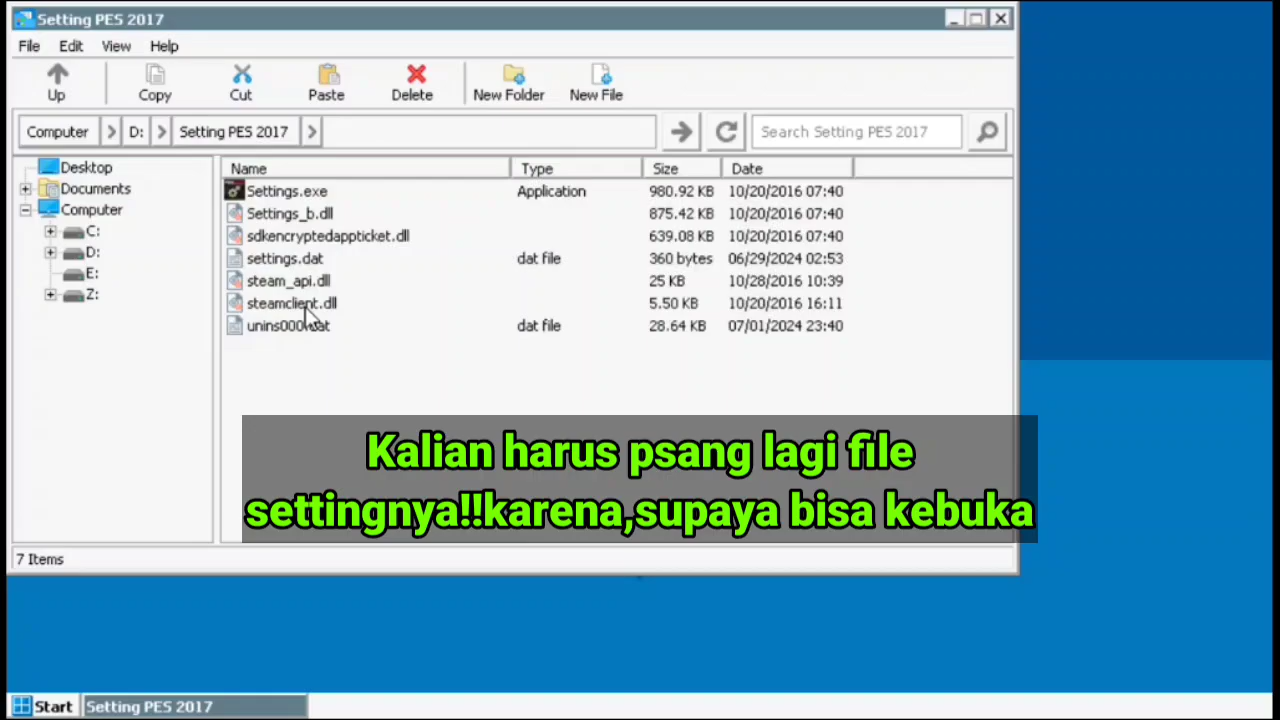 Setting PES 2017
File Edit View Help
Up Copy Cut Paste Delete New Folder New File
Computer D: Setting PES 2017 Search Setting PES 2017
Desktop
Documents
Computer
C:
D:
E:
Z:
Name Type Size Date
Settings.exe Application 980.92 KB 10/20/2016 07:40
Settings_b.dll 875.42 KB 10/20/2016 07:40
sdkencryptedappticket.dll 639.08 KB 10/20/2016 07:40
settings.dat dat file 360 bytes 06/29/2024 02:53
steam_api.dll 25 KB 10/28/2016 10:39
steamclient.dll 5.50 KB 10/20/2016 16:11
unins000.dat dat file 28.64 KB 07/01/2024 23:40
Kalian harus psang lagi file
settingnya!!karena,supaya bisa kebuka
7 Items
Start Setting PES 2017